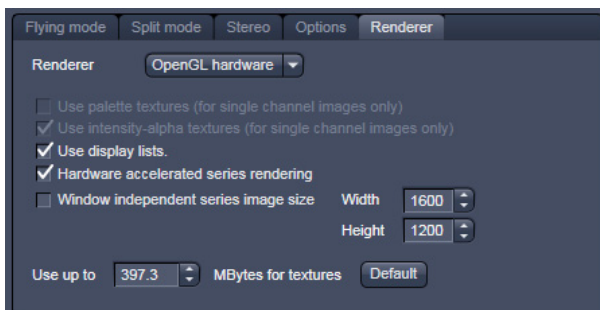 Flying mode Split mode Stereo Options Renderer
Renderer OpenGL hardware
Use palette textures (for single channel images only)
Use intensity-alpha textures (for single channel images only)
Use display lists.
Hardware accelerated series rendering
Window independent series image size Width 1600
Height 1200
Use up to 397.3 MBytes for textures Default